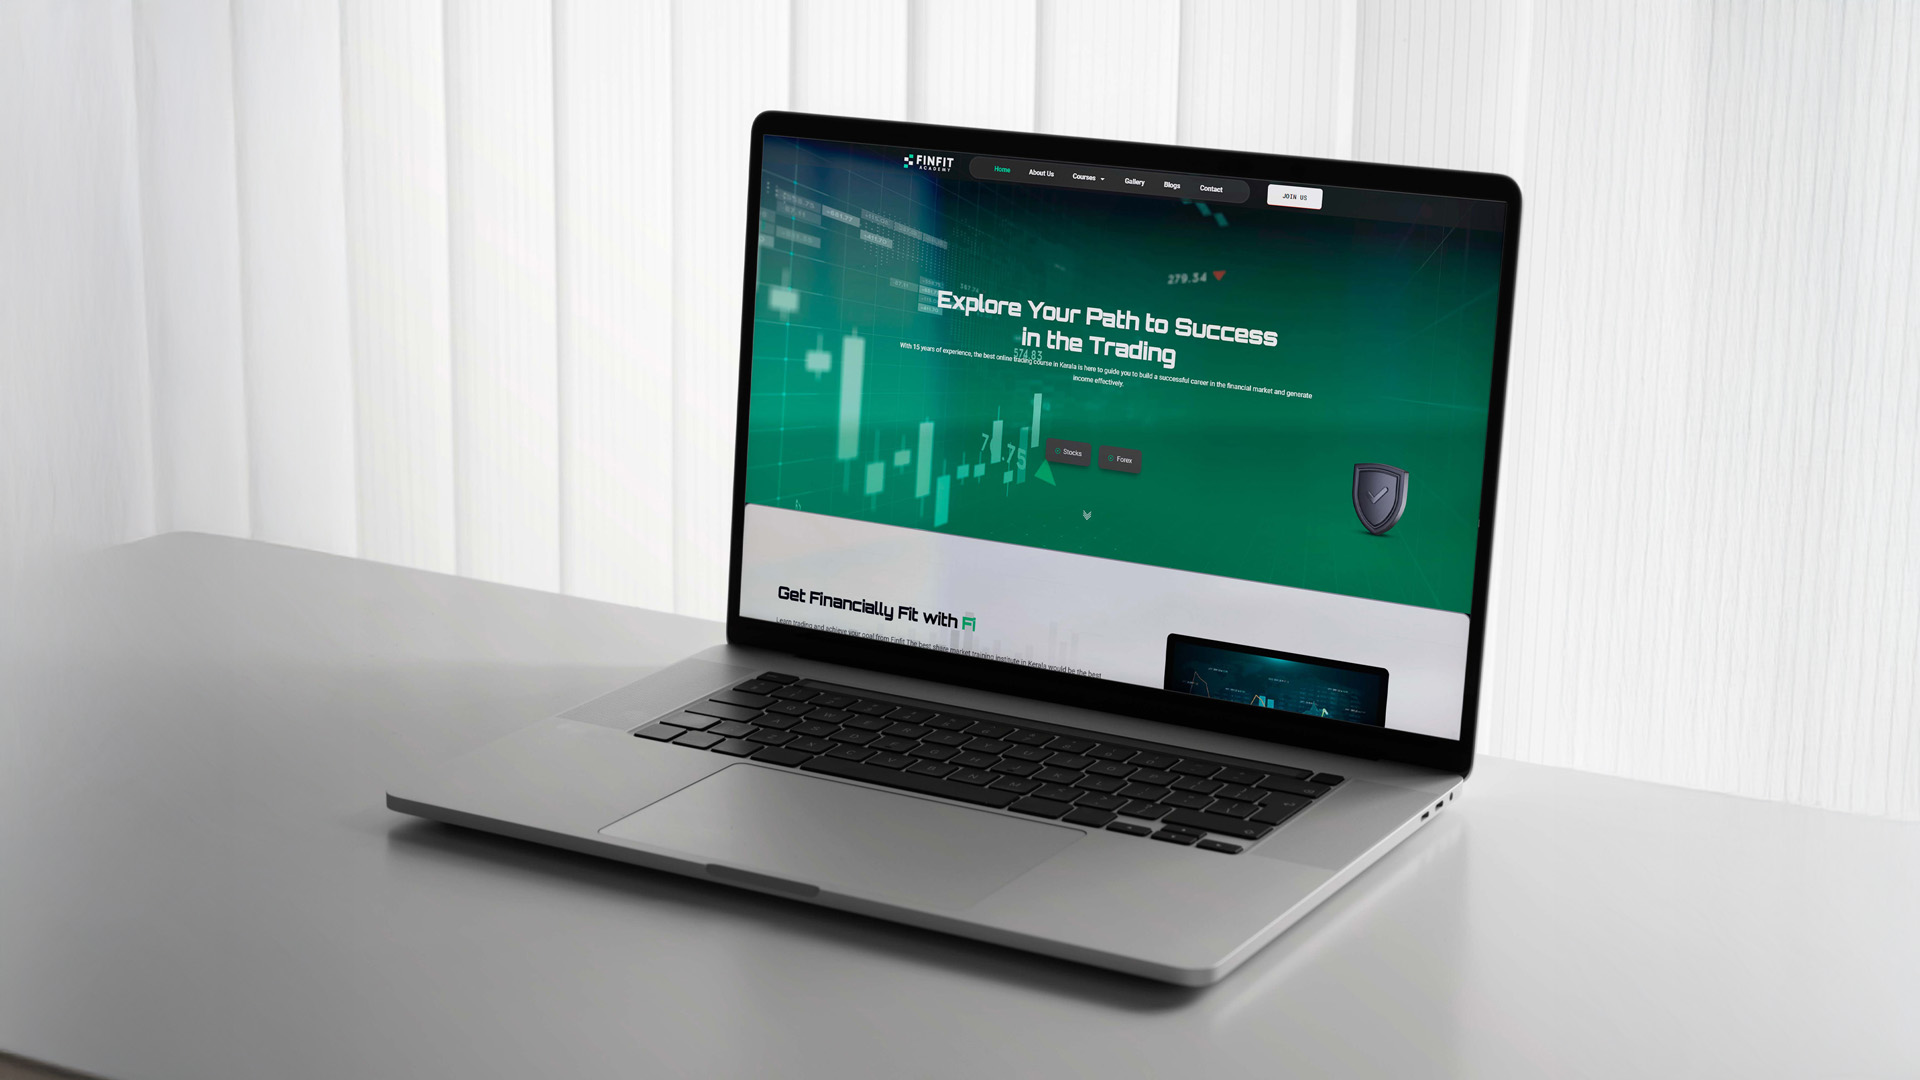 FINFIT
ACADEMY
Home
About Us
Courses
Gallery
Blogs
Contact
JOIN US
279.34
Explore Your Path to Success
in the Trading
574.83
With 15 years of experience, the best online trading course in Kerala is here to guide you to build a successful career in the financial market and generate
income effectively.
Stocks
Forex
Get Financially Fit with Fi
Learn trading and achieve your goal from Finfit The best share market training institute in Kerala would be the best